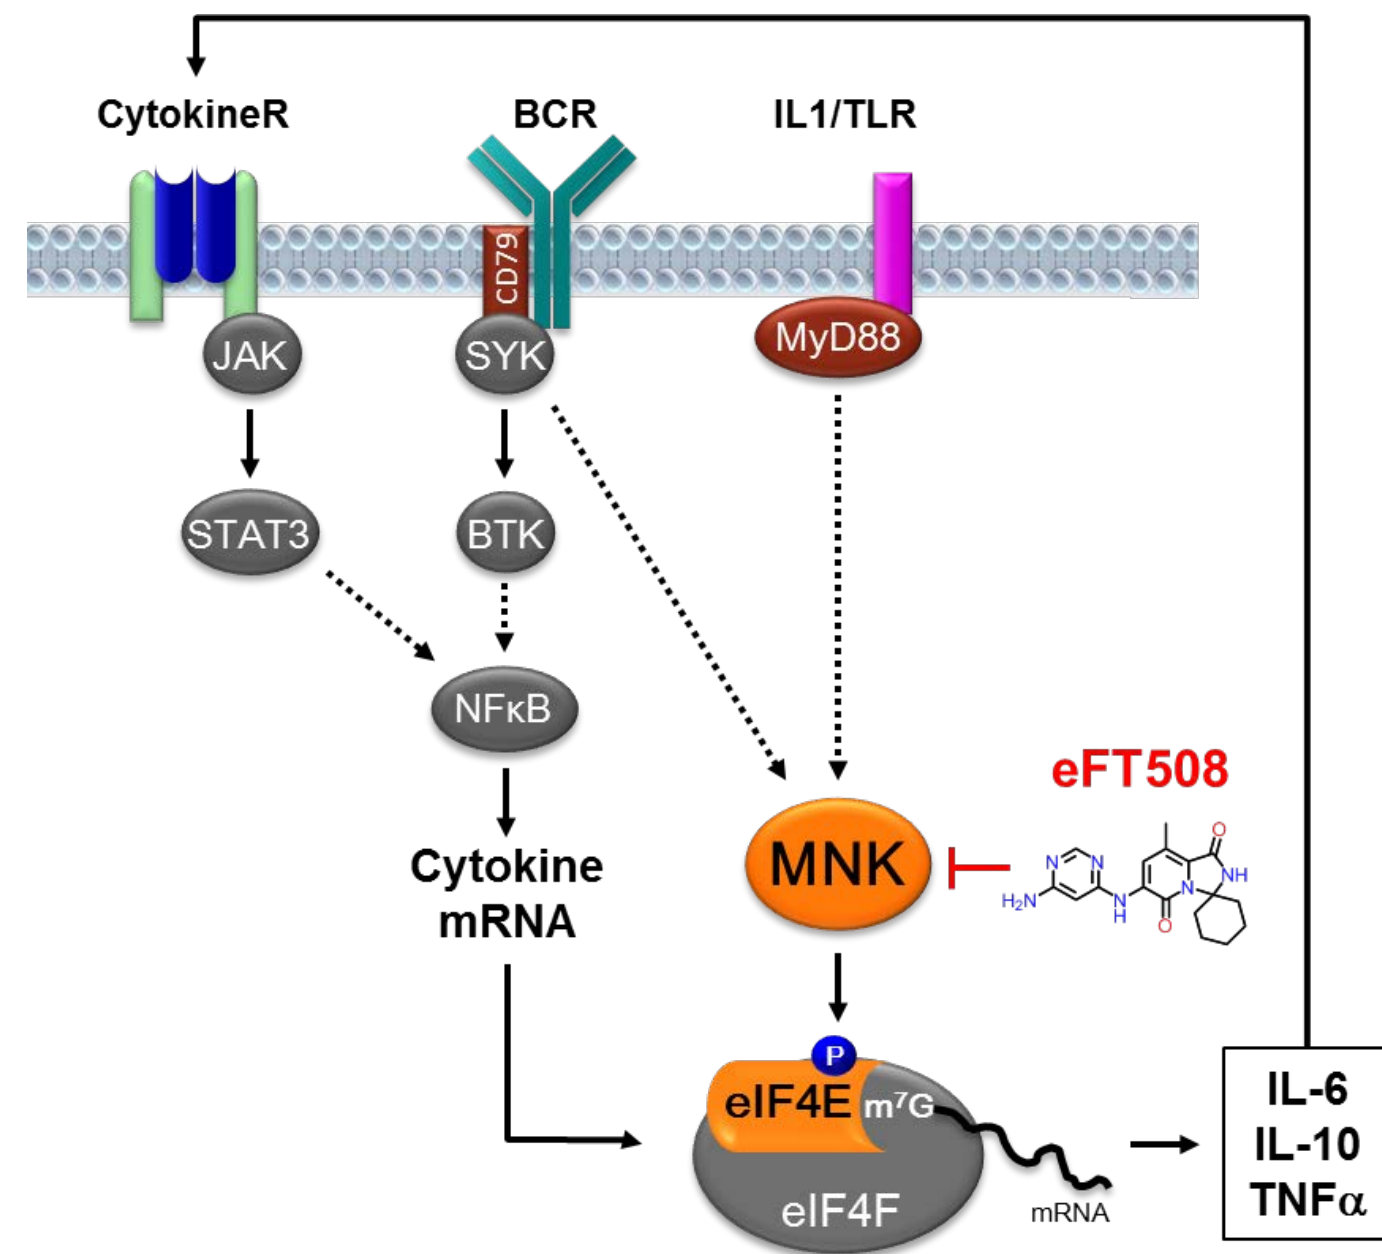 CytokineR
BCR
IL1/TLR
CD79
JAK
SYK
MyD88
STAT3
BTK
NFκB
eFT508
Cytokine
mRNA
MNK
N
N
H₂N
N
H
O
N
O
NH
P
eIF4E
m⁷G
eIF4F
mRNA
IL-6
IL-10
TNFα